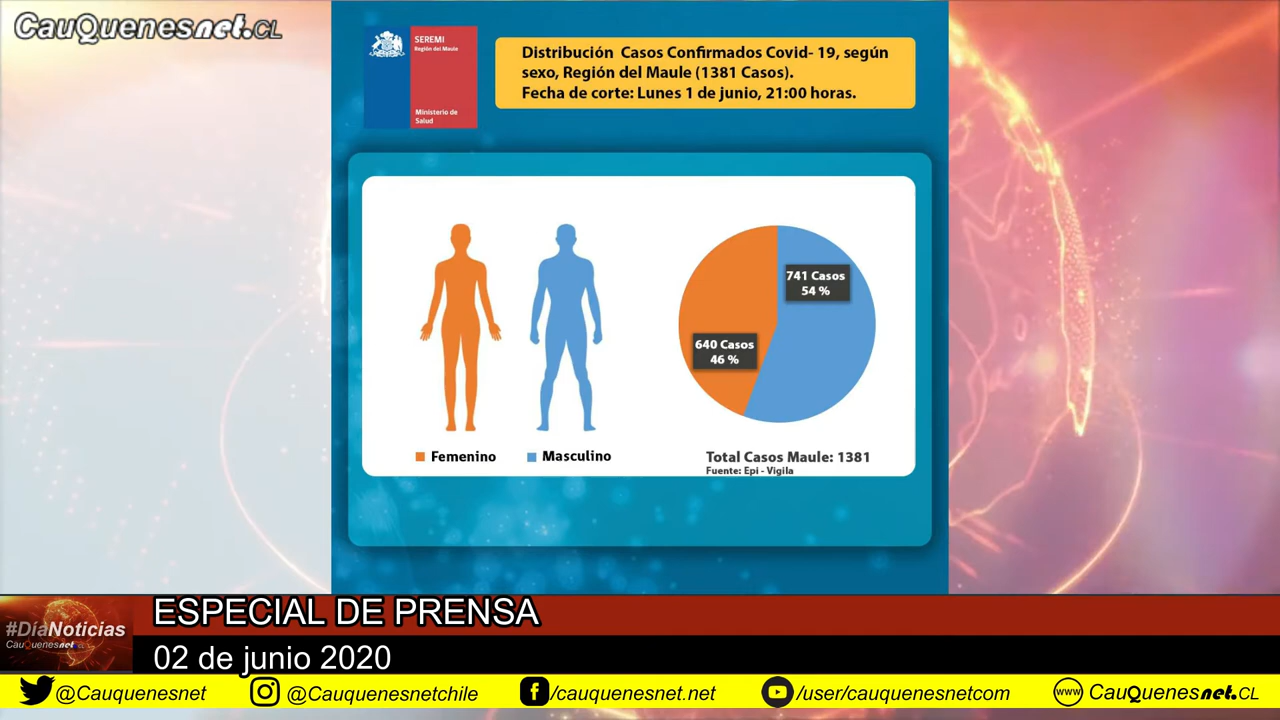 CauQuenesnet.CL
SEREMI
Región del Maule
Ministerio de
Salud
Distribución Casos Confirmados Covid- 19, según
sexo, Región del Maule (1381 Casos).
Fecha de corte: Lunes 1 de junio, 21:00 horas.
741 Casos
54 %
640 Casos
46 %
Femenino
Masculino
Total Casos Maule: 1381
Fuente: Epi - Vigila
#DíaNoticias
CauQuenesnet.CL
ESPECIAL DE PRENSA
02 de junio 2020
@Cauquenesnet
@Cauquenesnetchile
/cauquenes.net
/user/cauquenesnetcom
www CauQuenesnet.CL